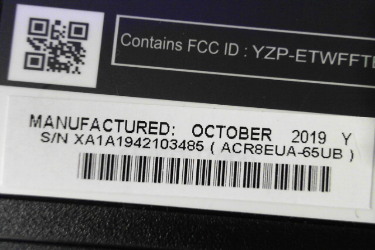 Contains FCC ID : YZP-ETWFFT
MANUFACTURED: OCTOBER 2019 Y
S/N XA1A1942103485 ( ACR8EUA-65UB )